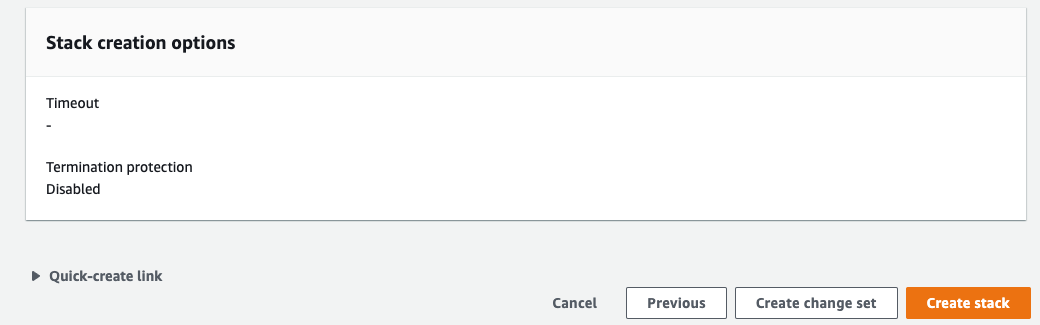 Stack creation options
Timeout
-
Termination protection
Disabled
Quick-create link
Cancel Previous Create change set Create stack